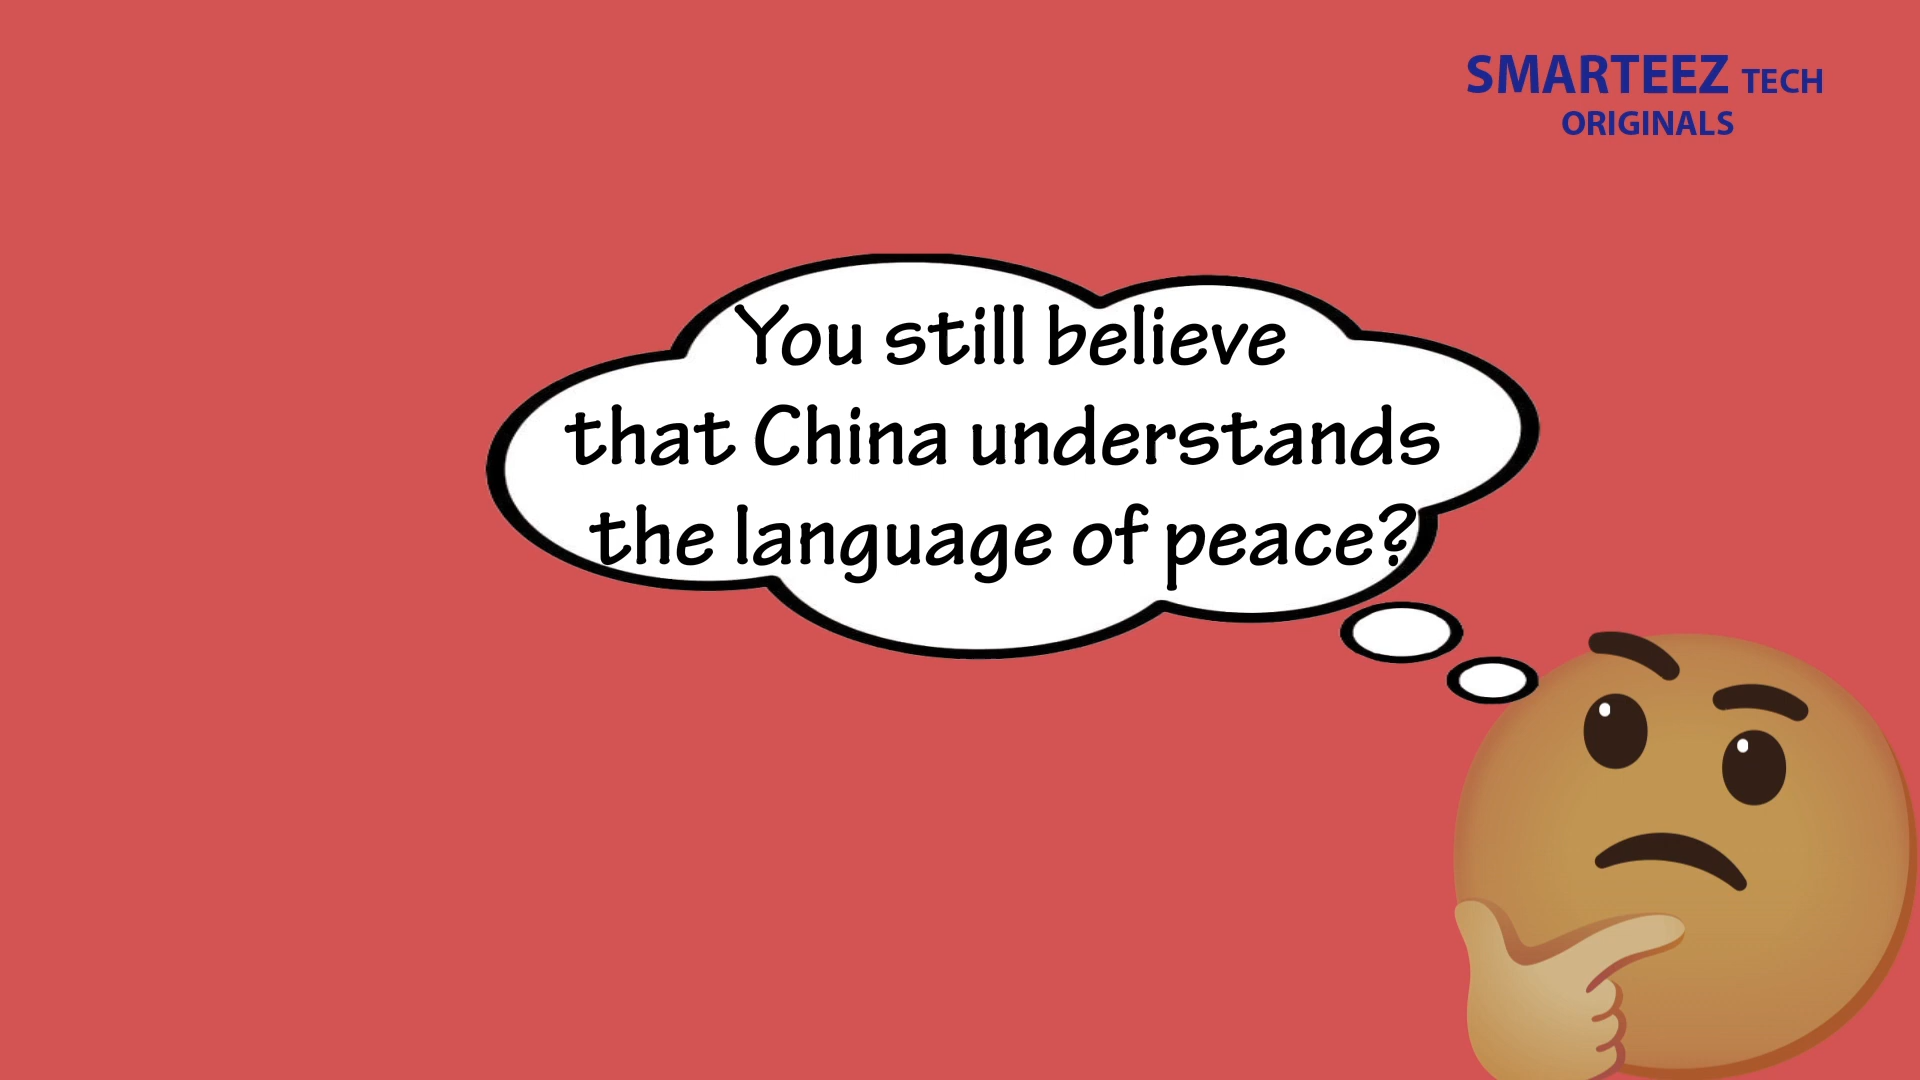 SMARTEEZ TECH
ORIGINALS
You still believe
that China understands
the language of peace?